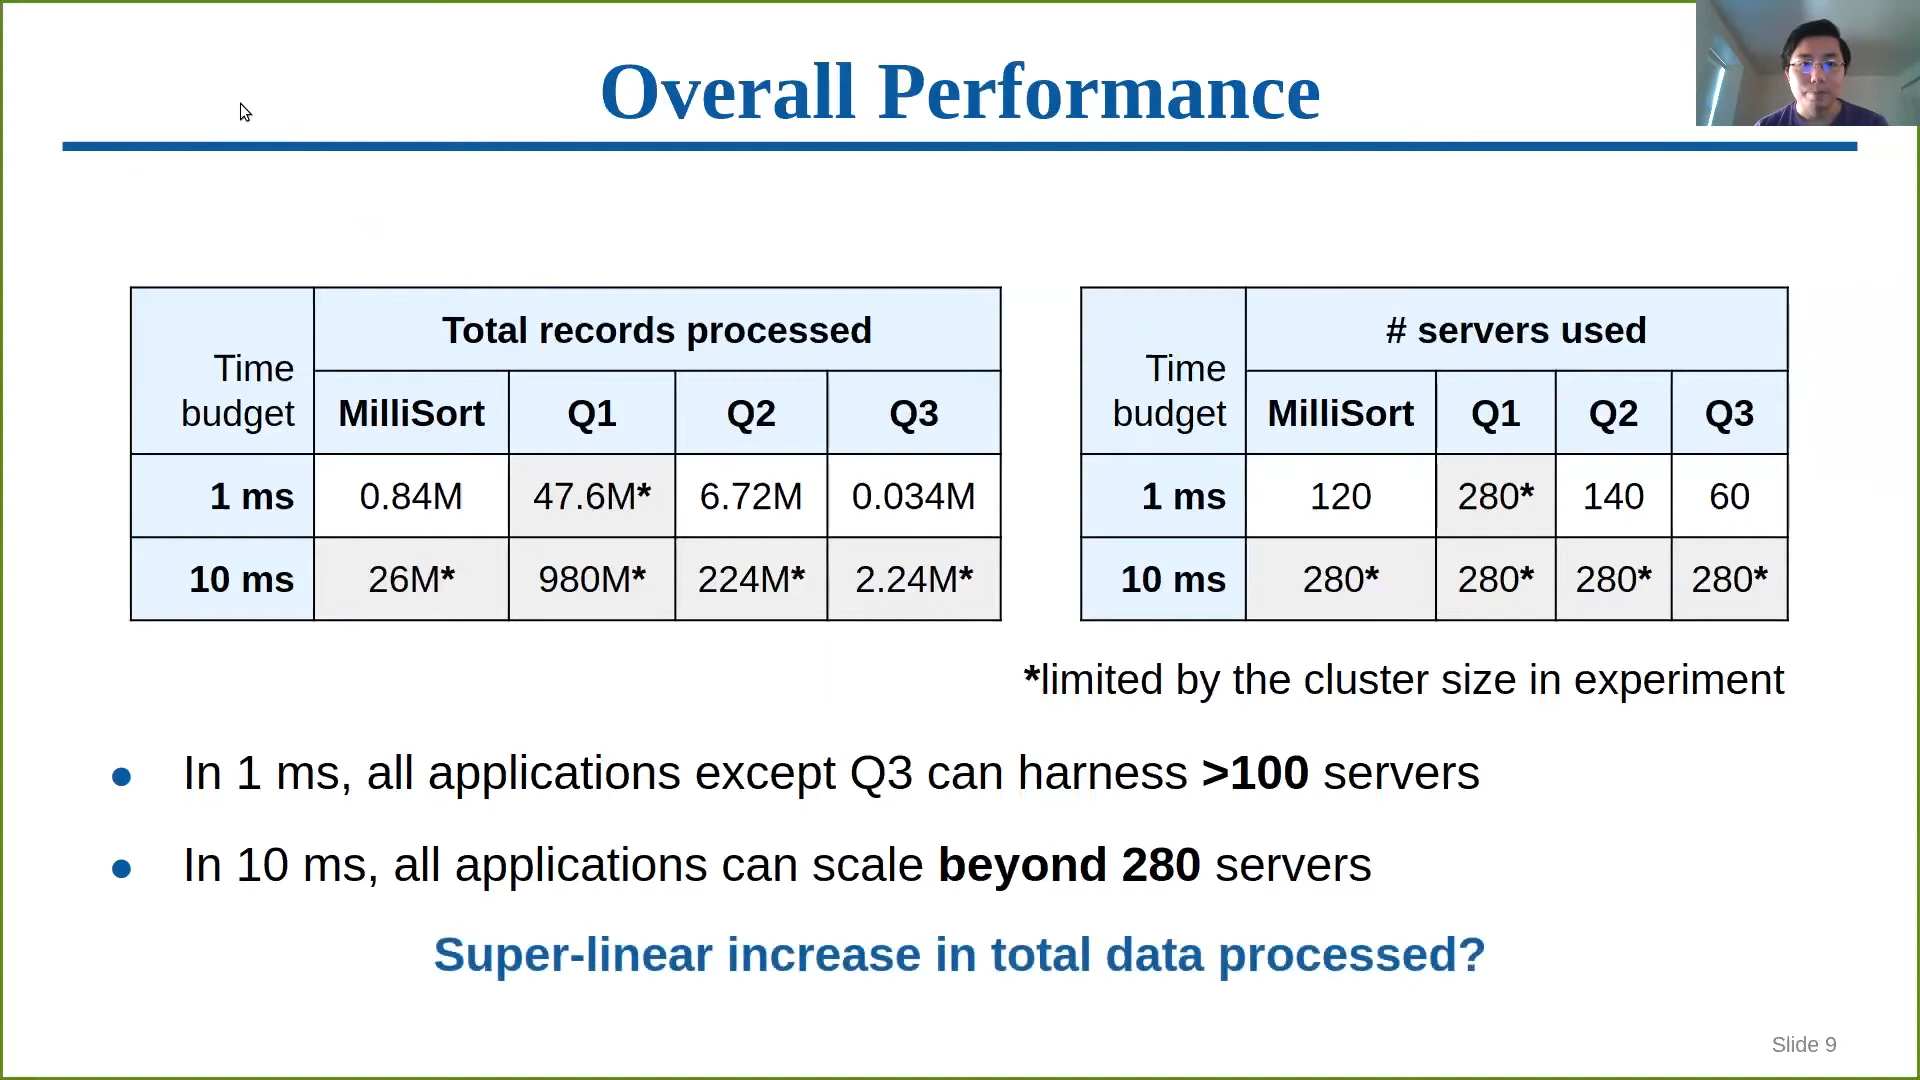 Overall Performance
Time budget
Total records processed
MilliSort Q1 Q2 Q3
1 ms 0.84M 47.6M* 6.72M 0.034M
10 ms 26M* 980M* 224M* 2.24M*
Time budget
# servers used
MilliSort Q1 Q2 Q3
1 ms 120 280* 140 60
10 ms 280* 280* 280* 280*
*limited by the cluster size in experiment
● In 1 ms, all applications except Q3 can harness >100 servers
● In 10 ms, all applications can scale beyond 280 servers
Super-linear increase in total data processed?
Slide 9